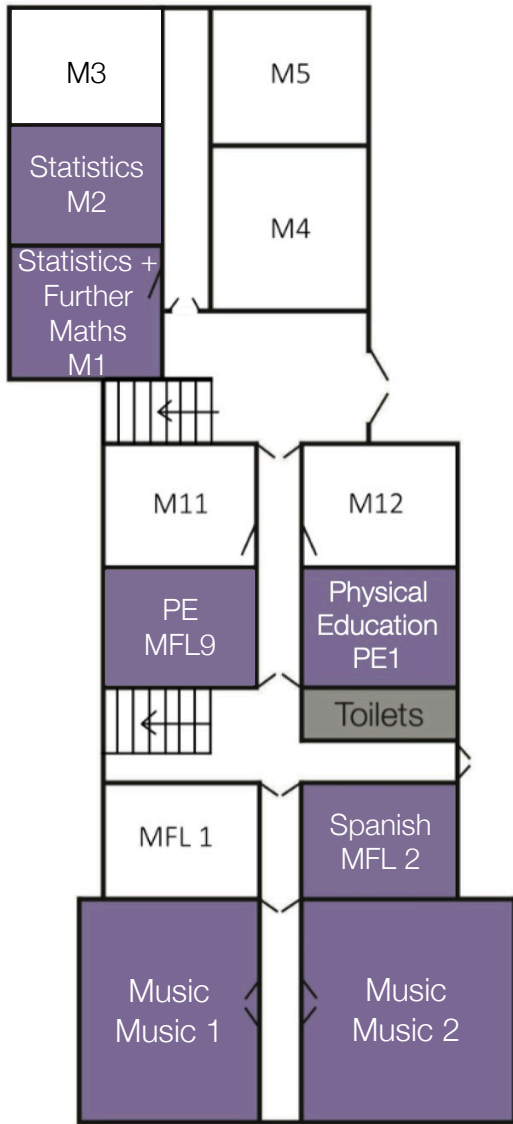 M3
M5
Statistics
M2
M4
Statistics +
Further
Maths
M1
M11
M12
PE
MFL9
Physical
Education
PE1
Toilets
MFL 1
Spanish
MFL 2
Music
Music 1
Music
Music 2